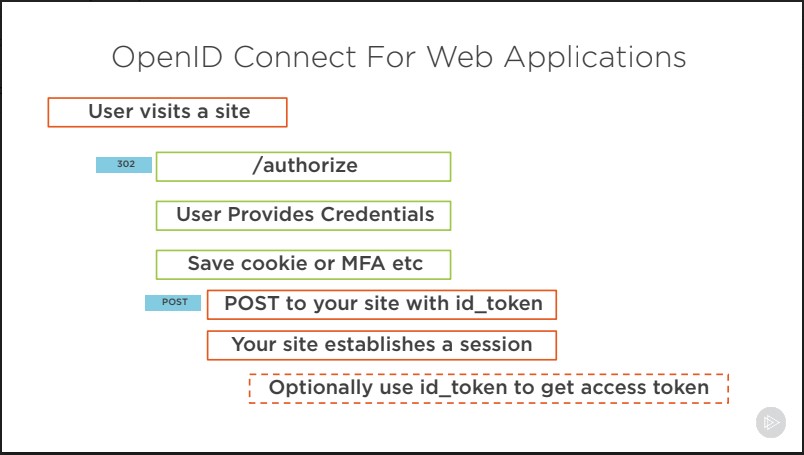 OpenID Connect For Web Applications
User visits a site
302
/authorize
User Provides Credentials
Save cookie or MFA etc
POST
POST to your site with id_token
Your site establishes a session
Optionally use id_token to get access token